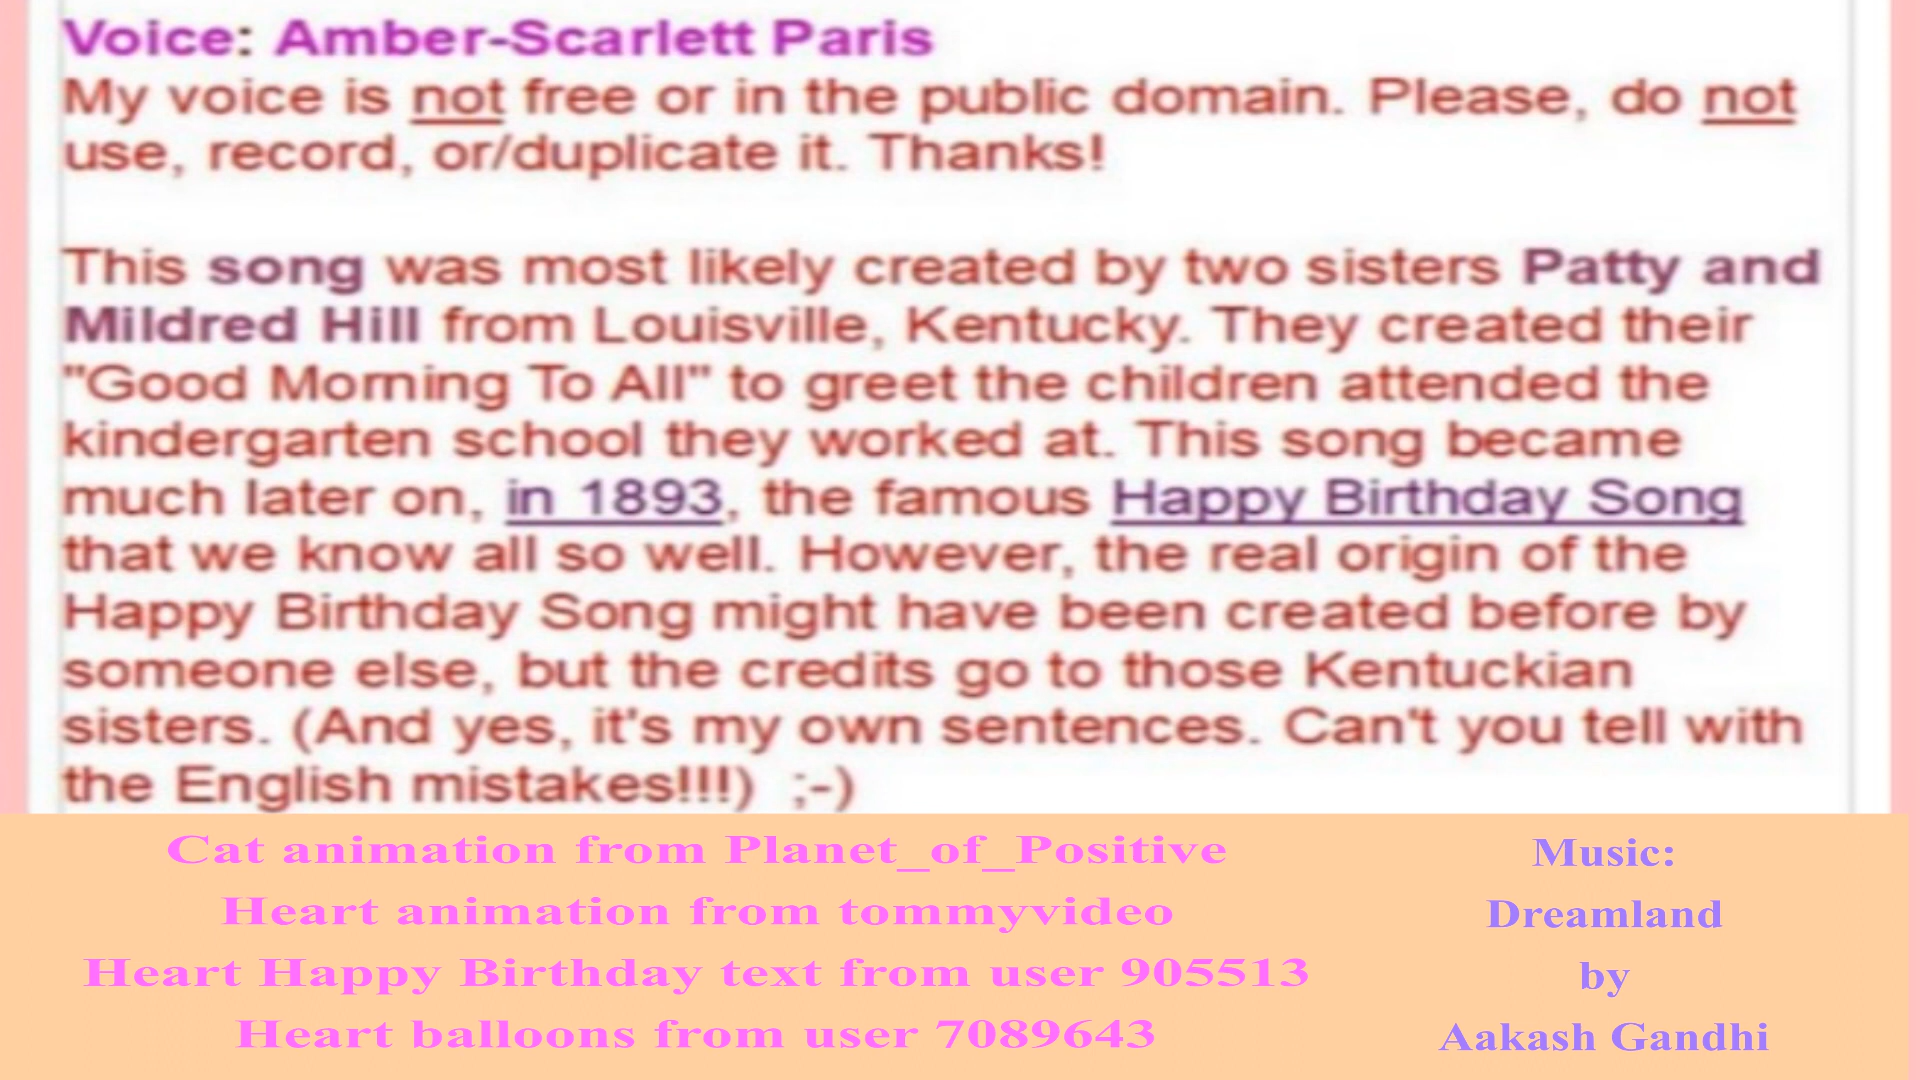 Voice: Amber-Scarlett Paris
My voice is not free or in the public domain. Please, do not
use, record, or/duplicate it. Thanks!
This song was most likely created by two sisters Patty and
Mildred Hill from Louisville, Kentucky. They created their
"Good Morning To All" to greet the children attended the
kindergarten school they worked at. This song became
much later on, in 1893, the famous Happy Birthday Song
that we know all so well. However, the real origin of the
Happy Birthday Song might have been created before by
someone else, but the credits go to those Kentuckian
sisters. (And yes, it's my own sentences. Can't you tell with
the English mistakes!!!) ;-)
Cat animation from Planet_of_Positive
Heart animation from tommyvideo
Heart Happy Birthday text from user 905513
Heart balloons from user 7089643
Music:
Dreamland
by
Aakash Gandhi